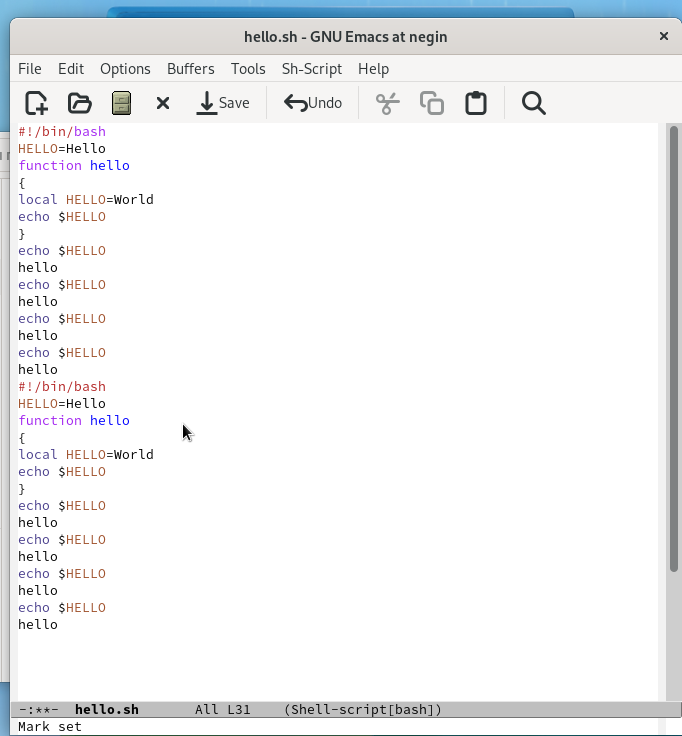 hello.sh - GNU Emacs at negin
File Edit Options Buffers Tools Sh-Script Help
Save Undo
#!/bin/bash
HELLO=Hello
function hello
{
local HELLO=World
echo $HELLO
}
echo $HELLO
hello
echo $HELLO
hello
echo $HELLO
hello
echo $HELLO
hello
#!/bin/bash
HELLO=Hello
function hello
{
local HELLO=World
echo $HELLO
}
echo $HELLO
hello
echo $HELLO
hello
echo $HELLO
hello
echo $HELLO
hello
-:**- hello.sh All L31 (Shell-script[bash])
Mark set